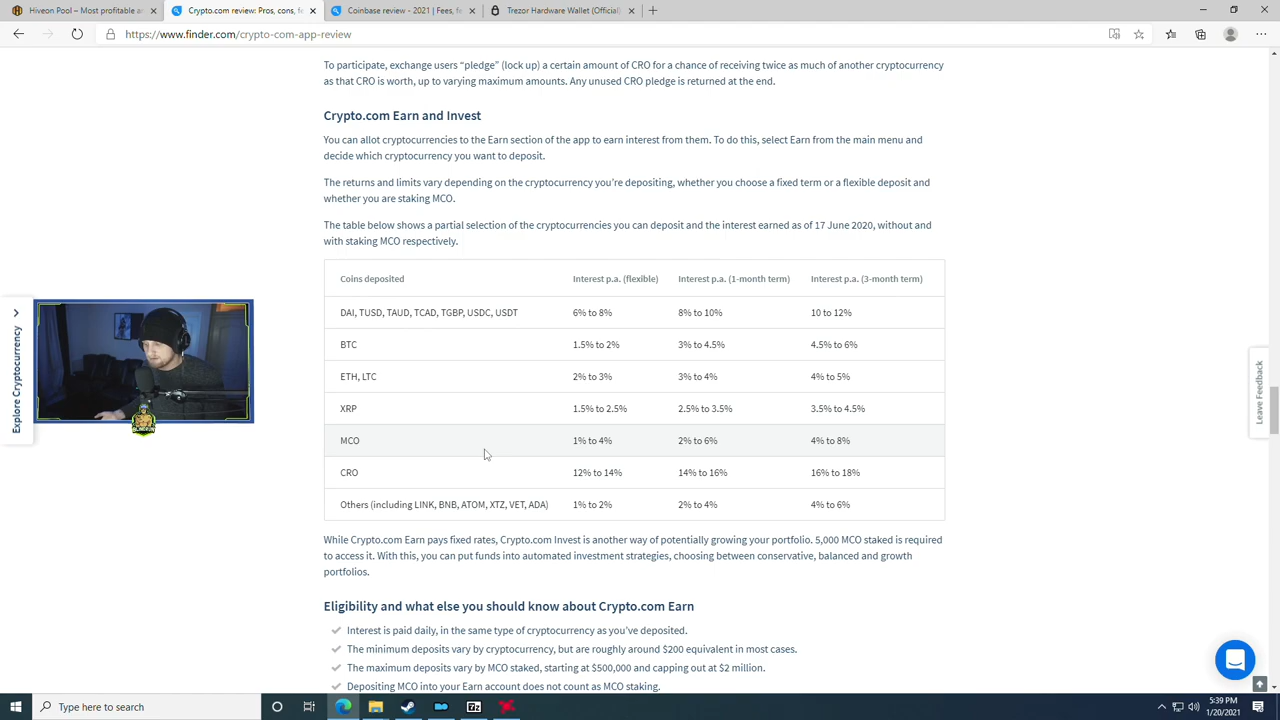 Hiveon Pool – Most profitable a
Crypto.com review: Pros, cons, f
Coinbase review - 2021 | Fees, f
Trezor Hardware Wallet (Official
https://www.finder.com/crypto-com-app-review
To participate, exchange users “pledge” (lock up) a certain amount of CRO for a chance of receiving twice as much of another cryptocurrency
as that CRO is worth, up to varying maximum amounts. Any unused CRO pledge is returned at the end.
Crypto.com Earn and Invest
You can allot cryptocurrencies to the Earn section of the app to earn interest from them. To do this, select Earn from the main menu and
decide which cryptocurrency you want to deposit.
The returns and limits vary depending on the cryptocurrency you’re depositing, whether you choose a fixed term or a flexible deposit and
whether you are staking MCO.
The table below shows a partial selection of the cryptocurrencies you can deposit and the interest earned as of 17 June 2020, without and
with staking MCO respectively.
Coins deposited Interest p.a. (flexible) Interest p.a. (1-month term) Interest p.a. (3-month term)
DAI, TUSD, TAUD, TCAD, TGBP, USDC, USDT 6% to 8% 8% to 10% 10 to 12%
BTC 1.5% to 2% 3% to 4.5% 4.5% to 6%
ETH, LTC 2% to 3% 3% to 4% 4% to 5%
XRP 1.5% to 2.5% 2.5% to 3.5% 3.5% to 4.5%
MCO 1% to 4% 2% to 6% 4% to 8%
CRO 12% to 14% 14% to 16% 16% to 18%
Others (including LINK, BNB, ATOM, XTZ, VET, ADA) 1% to 2% 2% to 4% 4% to 6%
While Crypto.com Earn pays fixed rates, Crypto.com Invest is another way of potentially growing your portfolio. 5,000 MCO staked is required
to access it. With this, you can put funds into automated investment strategies, choosing between conservative, balanced and growth
portfolios.
Eligibility and what else you should know about Crypto.com Earn
Interest is paid daily, in the same type of cryptocurrency as you’ve deposited.
The minimum deposits vary by cryptocurrency, but are roughly around $200 equivalent in most cases.
The maximum deposits vary by MCO staked, starting at $500,000 and capping out at $2 million.
Depositing MCO into your Earn account does not count as MCO staking.
Explore Cryptocurrency
Leave Feedback
Type here to search
5:39 PM
1/20/2021